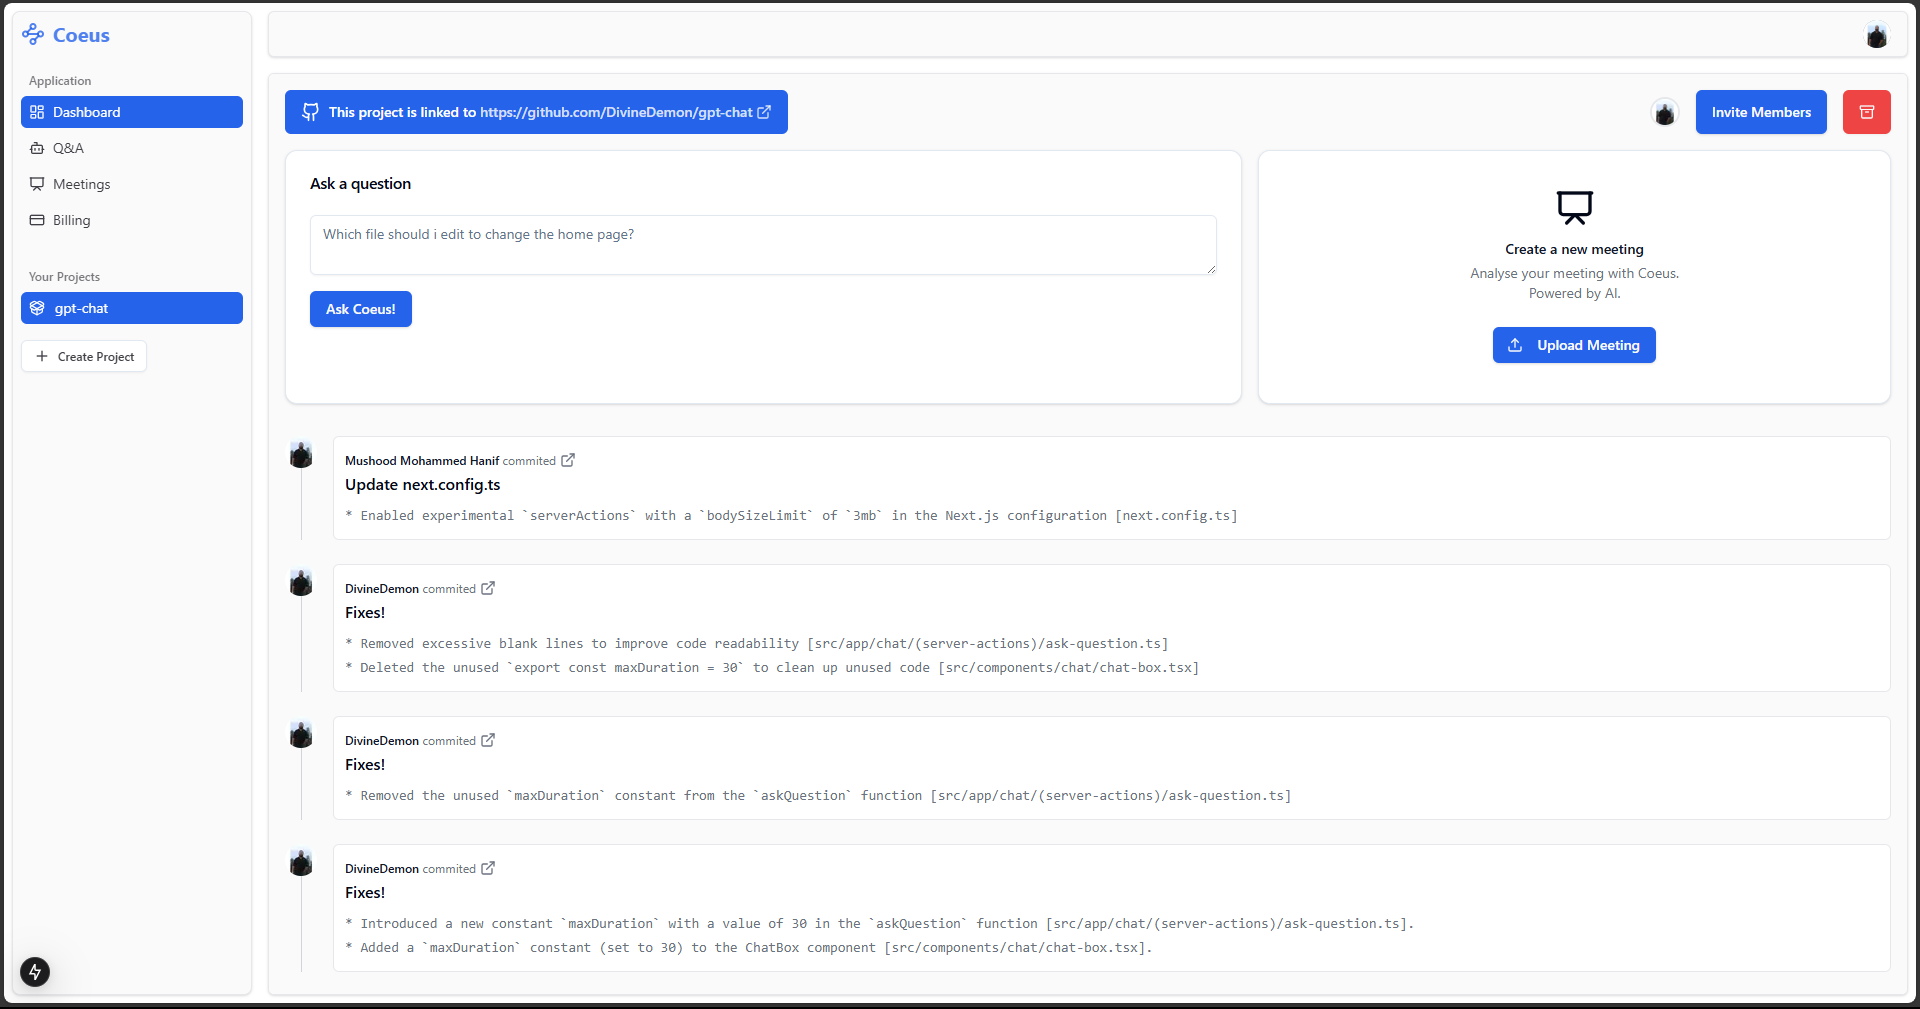 Coeus
Application
Dashboard
Q&A
Meetings
Billing
Your Projects
gpt-chat
Create Project
This project is linked to https://github.com/DivineDemon/gpt-chat
Invite Members
Ask a question
Which file should i edit to change the home page?
Ask Coeus!
Create a new meeting
Analyse your meeting with Coeus.
Powered by AI.
Upload Meeting
Mushood Mohammed Hanif commited
Update next.config.ts
* Enabled experimental `serverActions` with a `bodySizeLimit` of `3mb` in the Next.js configuration [next.config.ts]
DivineDemon commited
Fixes!
* Removed excessive blank lines to improve code readability [src/app/chat/(server-actions)/ask-question.ts]
* Deleted the unused `export const maxDuration = 30` to clean up unused code [src/components/chat/chat-box.tsx]
DivineDemon commited
Fixes!
* Removed the unused `maxDuration` constant from the `askQuestion` function [src/app/chat/(server-actions)/ask-question.ts]
DivineDemon commited
Fixes!
* Introduced a new constant `maxDuration` with a value of 30 in the `askQuestion` function [src/app/chat/(server-actions)/ask-question.ts].
* Added a `maxDuration` constant (set to 30) to the ChatBox component [src/components/chat/chat-box.tsx].